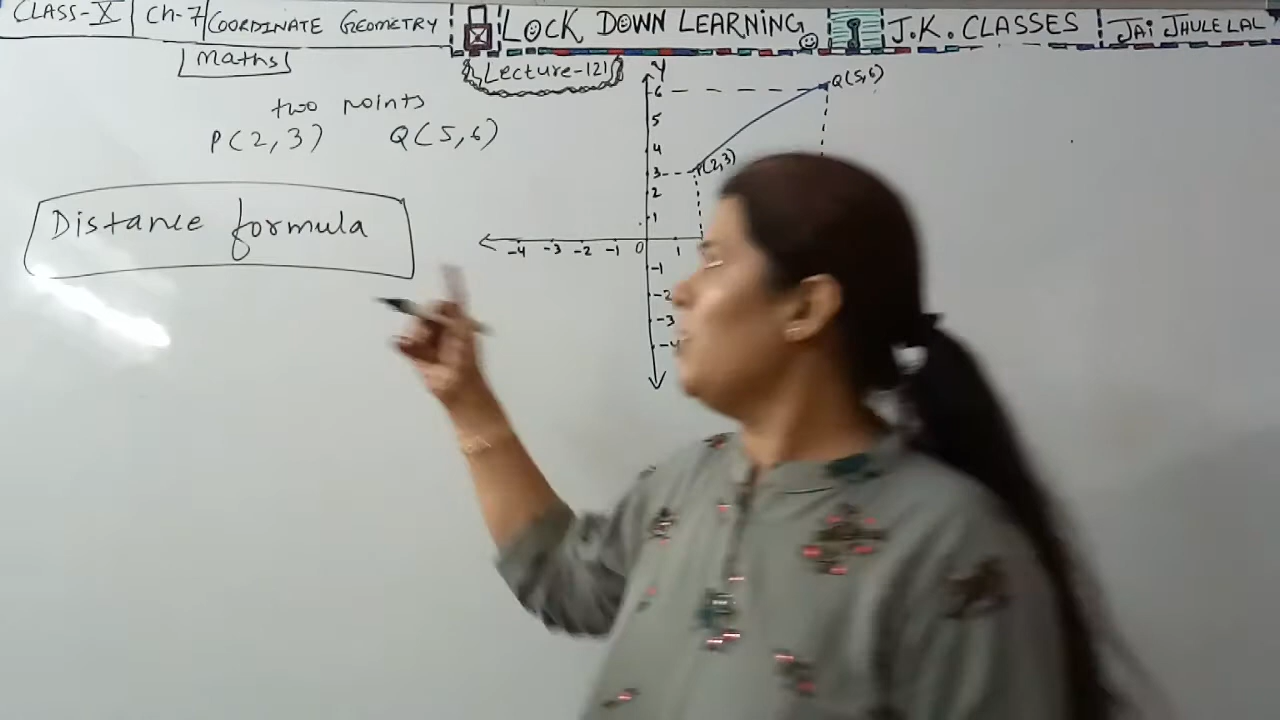 CLASS-X Ch-7 COORDINATE GEOMETRY LOCK DOWN LEARNING J.K. CLASSES JAI JHULELAL
Maths
Lecture-121
two points
P(2,3) Q(5,6)
Distance formula
Y
Q(5,6)
6
5
4
P(2,3)
3
2
1
-4 -3 -2 -1 0 1
-1
-2
-3
-4